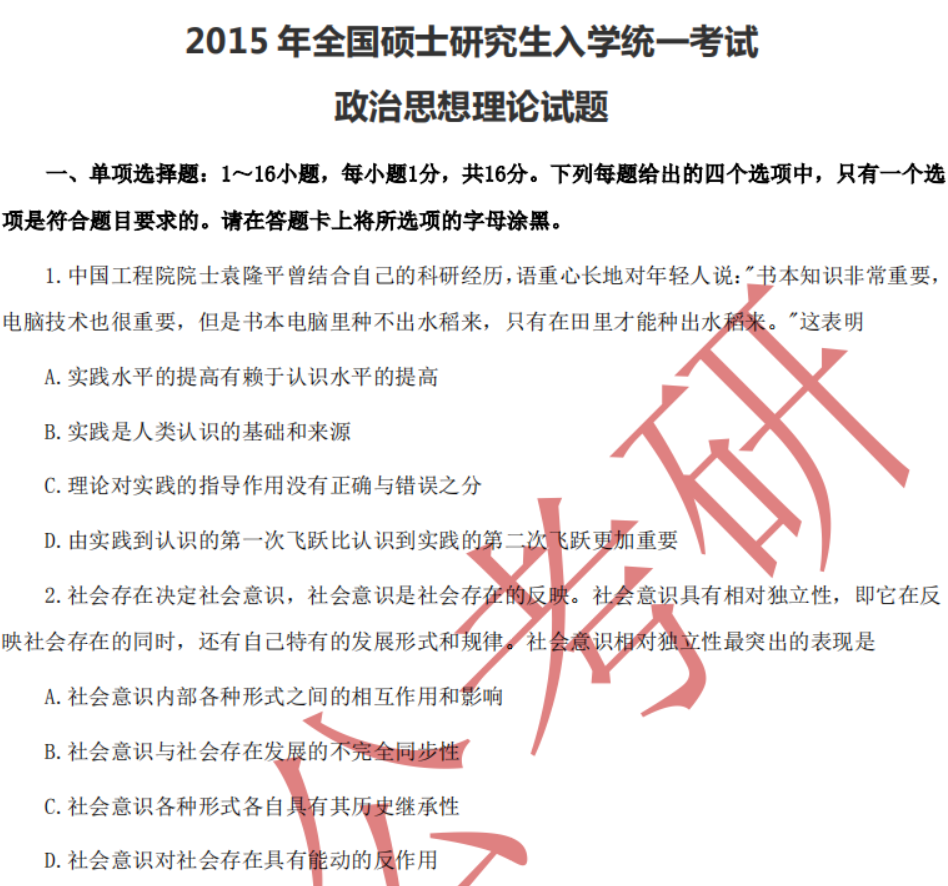 2015 年全国硕士研究生入学统一考试
政治思想理论试题
一、单项选择题：1～16小题，每小题1分，共16分。下列每题给出的四个选项中，只有一个选
项是符合题目要求的。请在答题卡上将所选项的字母涂黑。
1.中国工程院院士袁隆平曾结合自己的科研经历,语重心长地对年轻人说:"书本知识非常重要，
电脑技术也很重要，但是书本电脑里种不出水稻来，只有在田里才能种出水稻来。"这表明
A.实践水平的提高有赖于认识水平的提高
B.实践是人类认识的基础和来源
C.理论对实践的指导作用没有正确与错误之分
D.由实践到认识的第一次飞跃比认识到实践的第二次飞跃更加重要
2.社会存在决定社会意识，社会意识是社会存在的反映。社会意识具有相对独立性，即它在反
映社会存在的同时，还有自己特有的发展形式和规律。社会意识相对独立性最突出的表现是
A.社会意识内部各种形式之间的相互作用和影响
B.社会意识与社会存在发展的不完全同步性
C.社会意识各种形式各自具有其历史继承性
D.社会意识对社会存在具有能动的反作用
考研